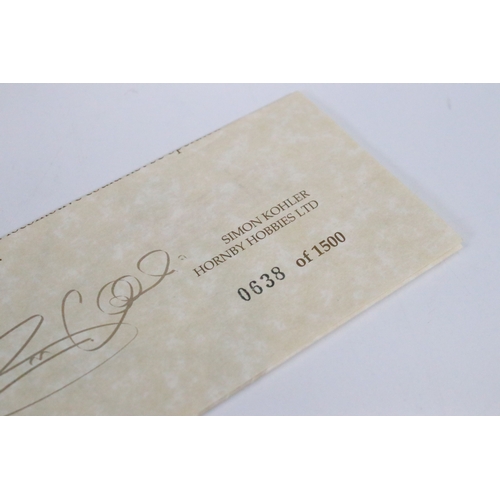 SIMON KOHLER
HORNBY HOBBIES LTD
0638 of 1500